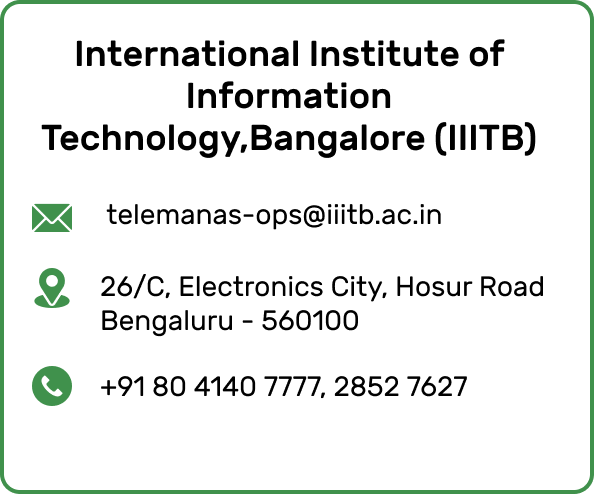 International Institute of
Information
Technology,Bangalore (IIITB)
telemanas-ops@iiitb.ac.in
26/C, Electronics City, Hosur Road
Bengaluru - 560100
+91 80 4140 7777, 2852 7627